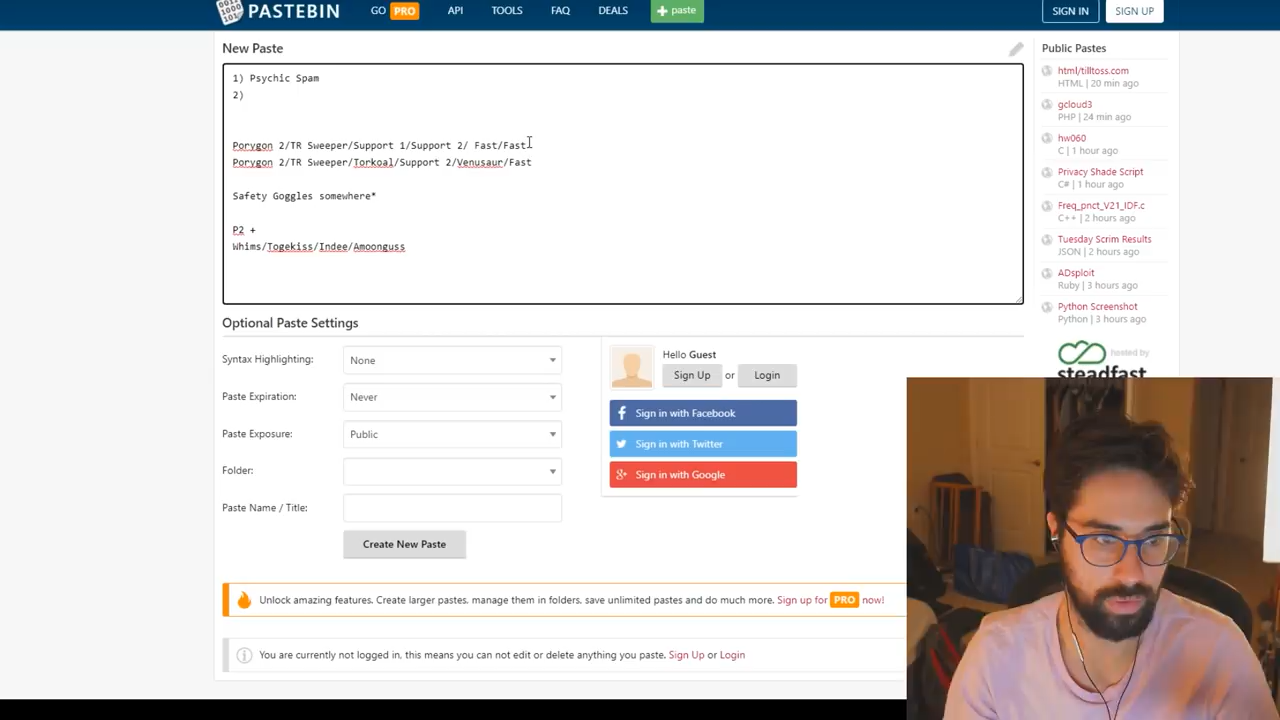 PASTEBIN
GO PRO API TOOLS FAQ DEALS + paste
SIGN IN SIGN UP
New Paste
1) Psychic Spam
2)
Porygon 2/TR Sweeper/Support 1/Support 2/ Fast/Fast
Porygon 2/TR Sweeper/Torkoal/Support 2/Venusaur/Fast
Safety Goggles somewhere*
P2 +
Whims/Togekiss/Indee/Amoonguss
Optional Paste Settings
Syntax Highlighting: None
Paste Expiration: Never
Paste Exposure: Public
Folder:
Paste Name / Title:
Create New Paste
Hello Guest
Sign Up or Login
Sign in with Facebook
Sign in with Twitter
Sign in with Google
Unlock amazing features. Create larger pastes, manage them in folders, save unlimited pastes and do much more. Sign up for PRO now!
You are currently not logged in, this means you can not edit or delete anything you paste. Sign Up or Login
Public Pastes
html/tilltoss.com
HTML | 20 min ago
gcloud3
PHP | 24 min ago
hw060
C | 1 hour ago
Privacy Shade Script
C# | 1 hour ago
Freq_pnct_V21_IDF.c
C++ | 2 hours ago
Tuesday Scrim Results
JSON | 2 hours ago
ADsploit
Ruby | 3 hours ago
Python Screenshot
Python | 3 hours ago
hosted by
steadfast